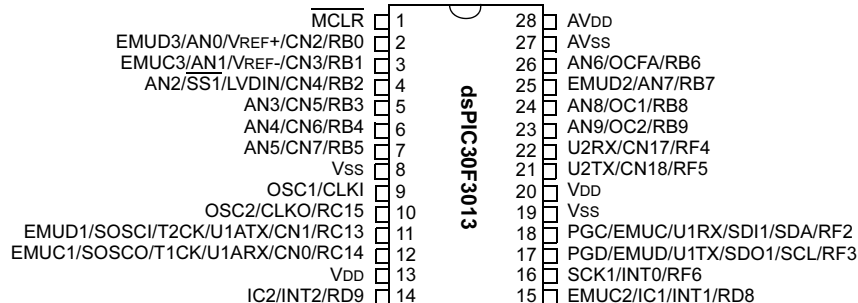 MCLR 1 28 AVDD
EMUD3/AN0/VREF+/CN2/RB0 2 27 AVSS
EMUC3/AN1/VREF-/CN3/RB1 3 26 AN6/OCFA/RB6
AN2/SS1/LVDIN/CN4/RB2 4 25 EMUD2/AN7/RB7
AN3/CN5/RB3 5 24 AN8/OC1/RB8
AN4/CN6/RB4 6 23 AN9/OC2/RB9
AN5/CN7/RB5 7 22 U2RX/CN17/RF4
VSS 8 21 U2TX/CN18/RF5
OSC1/CLKI 9 20 VDD
OSC2/CLKO/RC15 10 19 VSS
EMUD1/SOSCI/T2CK/U1ATX/CN1/RC13 11 18 PGC/EMUC/U1RX/SDI1/SDA/RF2
EMUC1/SOSCO/T1CK/U1ARX/CN0/RC14 12 17 PGD/EMUD/U1TX/SDO1/SCL/RF3
VDD 13 16 SCK1/INT0/RF6
IC2/INT2/RD9 14 15 EMUC2/IC1/INT1/RD8
dsPIC30F3013